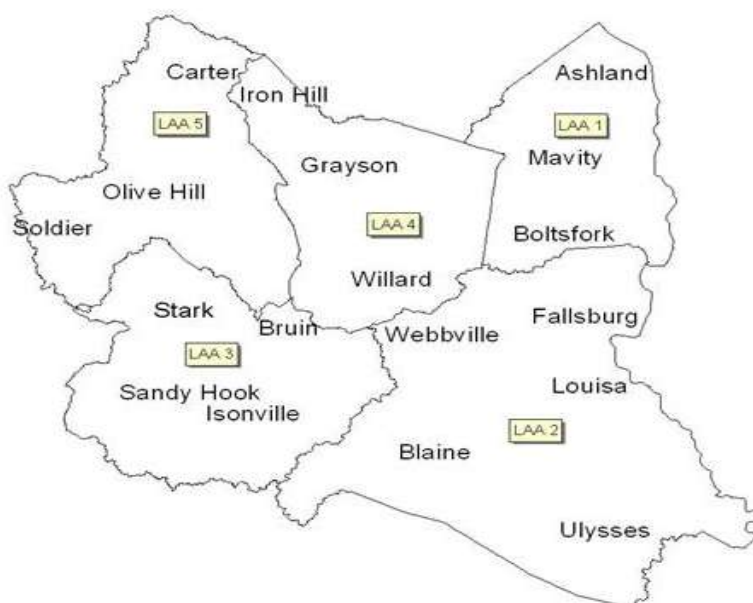 Carter
Ashland
Iron Hill
LAA 5
LAA 1
Grayson
Mavity
Olive Hill
Soldier
LAA 4
Boltsfork
Willard
Stark
Bruin
Webbville
Fallsburg
LAA 3
Sandy Hook
Isonville
Louisa
LAA 2
Blaine
Ulysses